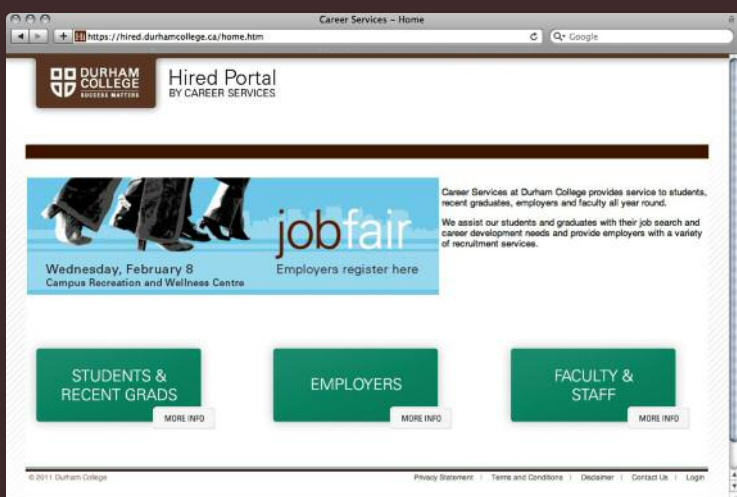 Career Services – Home
https://hired.durhamcollege.ca/home.htm
Google
DURHAM
COLLEGE
SUCCESS MATTERS
Hired Portal
BY CAREER SERVICES
jobfair
Wednesday, February 8
Campus Recreation and Wellness Centre
Employers register here
Career Services at Durham College provides service to students,
recent graduates, employers and faculty all year round.
We assist our students and graduates with their job search and
career development needs and provide employers with a variety
of recruitment services.
STUDENTS &
RECENT GRADS
MORE INFO
EMPLOYERS
MORE INFO
FACULTY &
STAFF
MORE INFO
© 2011 Durham College
Privacy Statement | Terms and Conditions | Disclaimer | Contact Us | Login